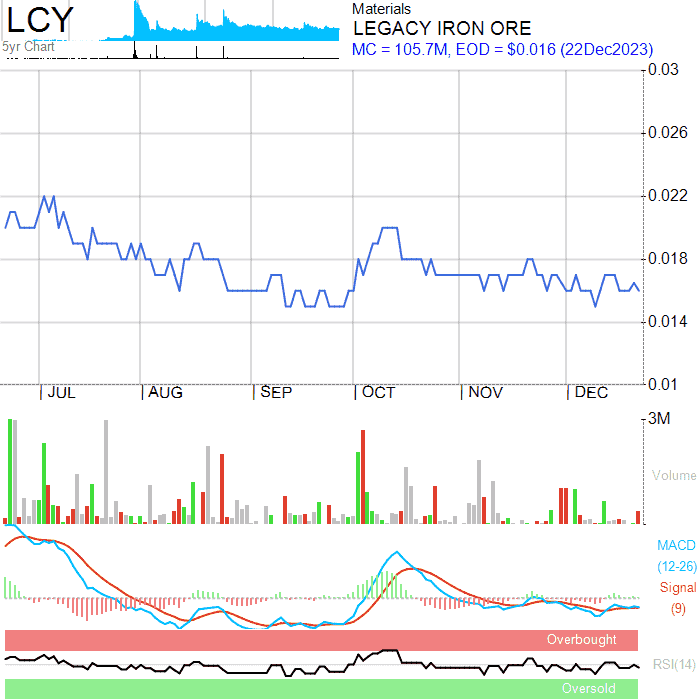 LCY
5yr Chart
Materials
LEGACY IRON ORE
MC = 105.7M, EOD = $0.016 (22Dec2023)
0.03
0.026
0.022
0.018
0.014
0.01
JUL AUG SEP OCT NOV DEC
3M
Volume
MACD
(12-26)
Signal
(9)
Overbought
RSI(14)
Oversold